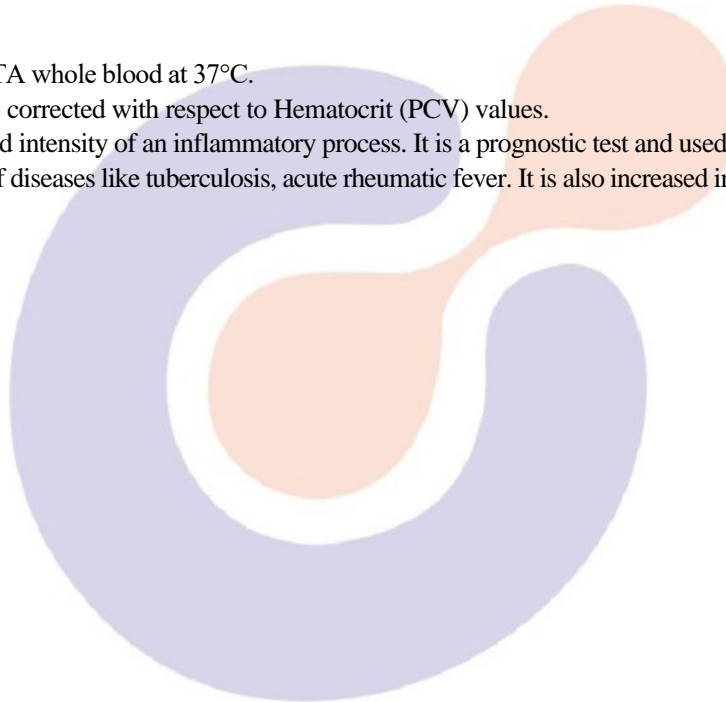 TA whole blood at 37°C.
corrected with respect to Hematocrit (PCV) values.
d intensity of an inflammatory process. It is a prognostic test and used
f diseases like tuberculosis, acute rheumatic fever. It is also increased in